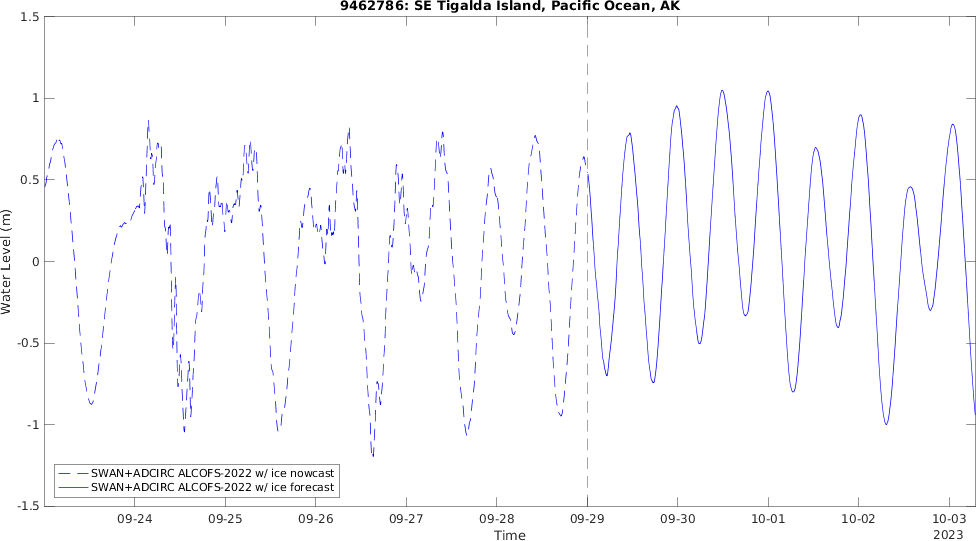 9462786: SE Tigalda Island, Pacific Ocean, AK
1.5
1
0.5
0
-0.5
-1
-1.5
Water Level (m)
SWAN+ADCIRC ALCOFS-2022 w/ ice nowcast
SWAN+ADCIRC ALCOFS-2022 w/ ice forecast
09-24 09-25 09-26 09-27 09-28 09-29 09-30 10-01 10-02 10-03
Time 2023